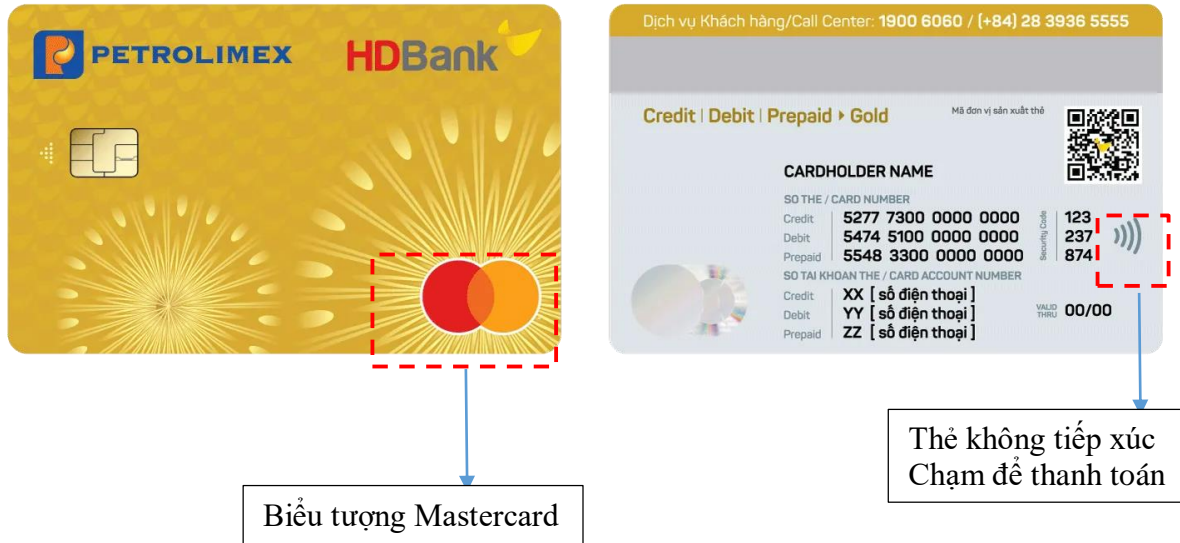 PETROLIMEX
HDBank
Biểu tượng Mastercard
Dịch vụ Khách hàng/Call Center: 1900 6060 / (+84) 28 3936 5555
Credit | Debit | Prepaid ▸ Gold
Mã đơn vị sản xuất thẻ
CARDHOLDER NAME
SO THE / CARD NUMBER
Credit 5277 7300 0000 0000
Debit 5474 5100 0000 0000
Prepaid 5548 3300 0000 0000
Security Code
123
237
874
SO TAI KHOAN THE / CARD ACCOUNT NUMBER
Credit XX [ số điện thoại ]
Debit YY [ số điện thoại ]
Prepaid ZZ [ số điện thoại ]
VALID THRU 00/00
Thẻ không tiếp xúc
Chạm để thanh toán